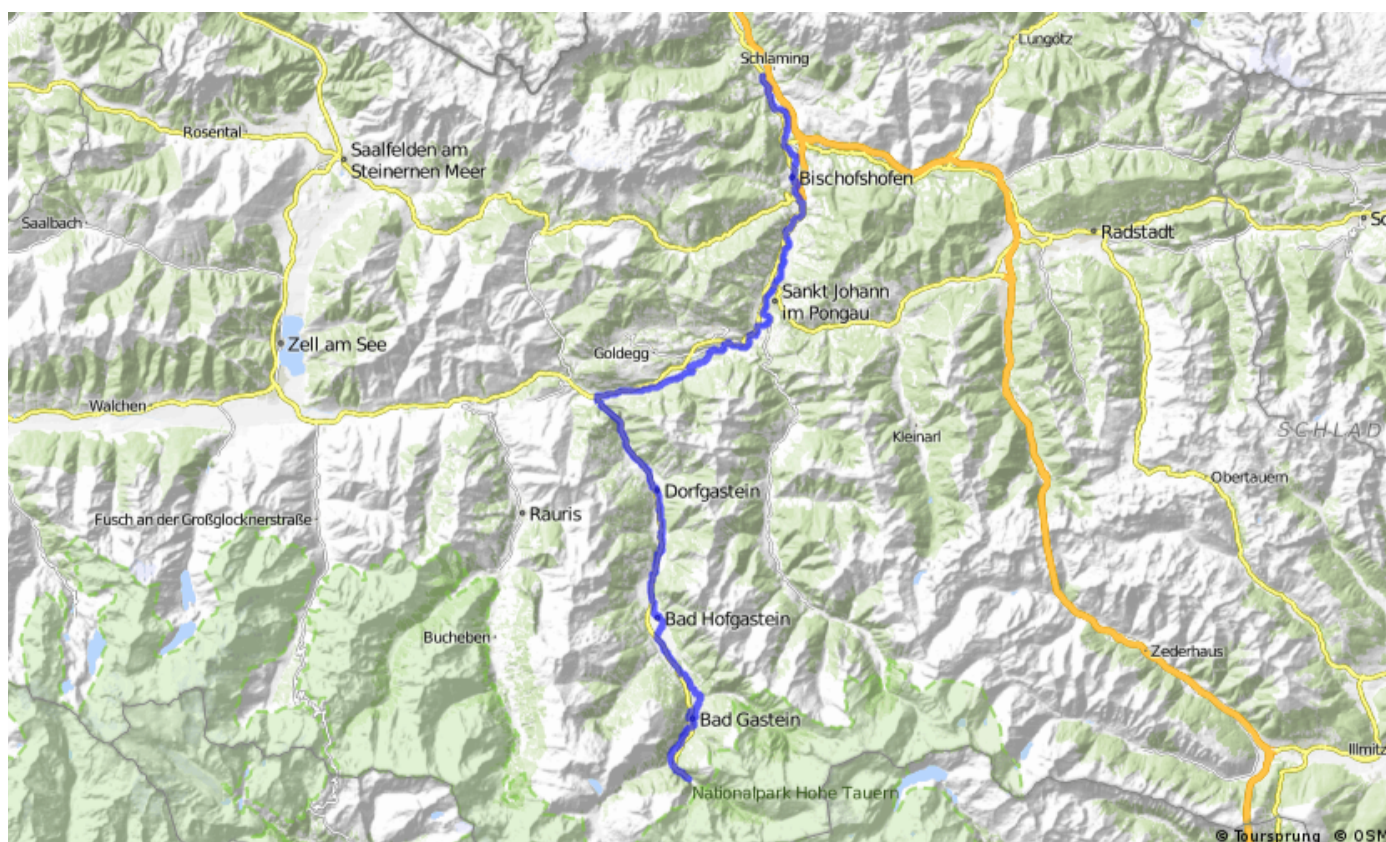 Lungötz
Schlaming
Rosental
Saalfelden am
Steinernen Meer
Bischofshofen
Saalbach
Radstadt
Sankt Johann
im Pongau
Zell am See
Goldegg
Walchen
Kleinarl
SCHLAD
Obertauern
Dorfgastein
Rauris
Fusch an der Großglocknerstraße
Bad Hofgastein
Bucheben
Zederhaus
Bad Gastein
Illmitz
Nationalpark Hohe Tauern
© Toursprung © OSM